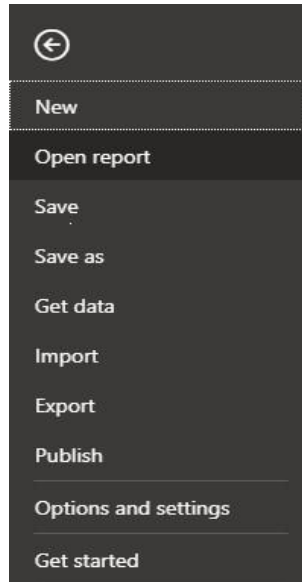 New
Open report
Save
Save as
Get data
Import
Export
Publish
Options and settings
Get started